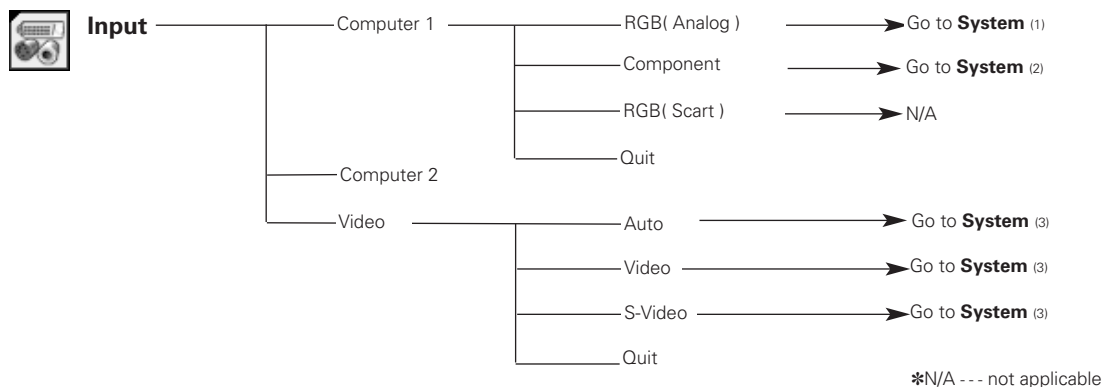 Input Computer 1 RGB( Analog ) Go to System (1)
Component Go to System (2)
RGB( Scart ) N/A
Quit
Computer 2
Video Auto Go to System (3)
Video Go to System (3)
S-Video Go to System (3)
Quit
✽N/A - - - not applicable